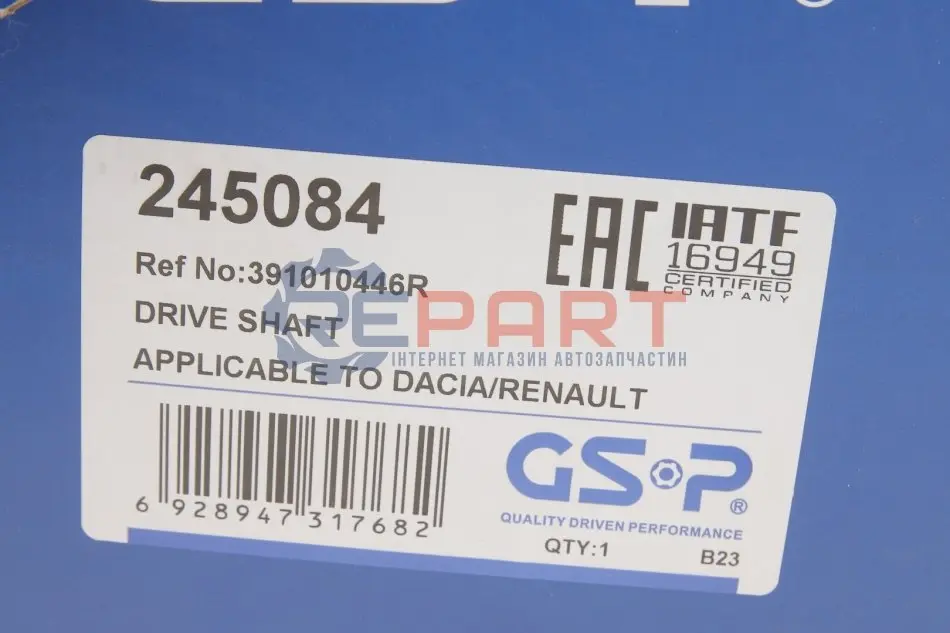 245084
EAC
IATF
16949
CERTIFIED
COMPANY
Ref No:391010446R
DRIVE SHAFT
REPART
ІНТЕРНЕТ МАГАЗИН АВТОЗАПЧАСТИН
APPLICABLE TO DACIA/RENAULT
GSP®
QUALITY DRIVEN PERFORMANCE
6 928947 317682
QTY:1
B23